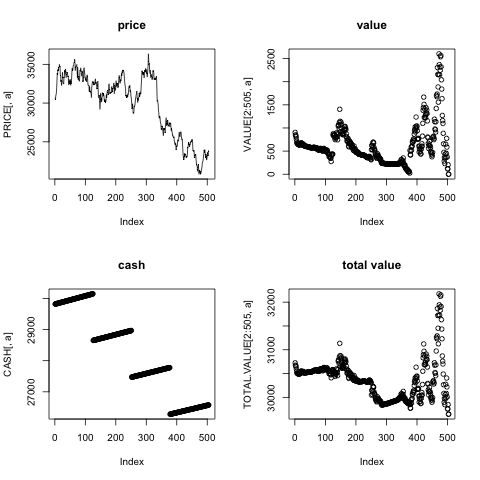 price
PRICE[, a]
35000
30000
25000
0 100 200 300 400 500
Index
value
VALUE[2:505, a]
2500
1500
500
0
0 100 200 300 400 500
Index
cash
CASH[, a]
29000
27000
0 100 200 300 400 500
Index
total value
TOTAL.VALUE[2:505, a]
32000
31000
30000
0 100 200 300 400 500
Index